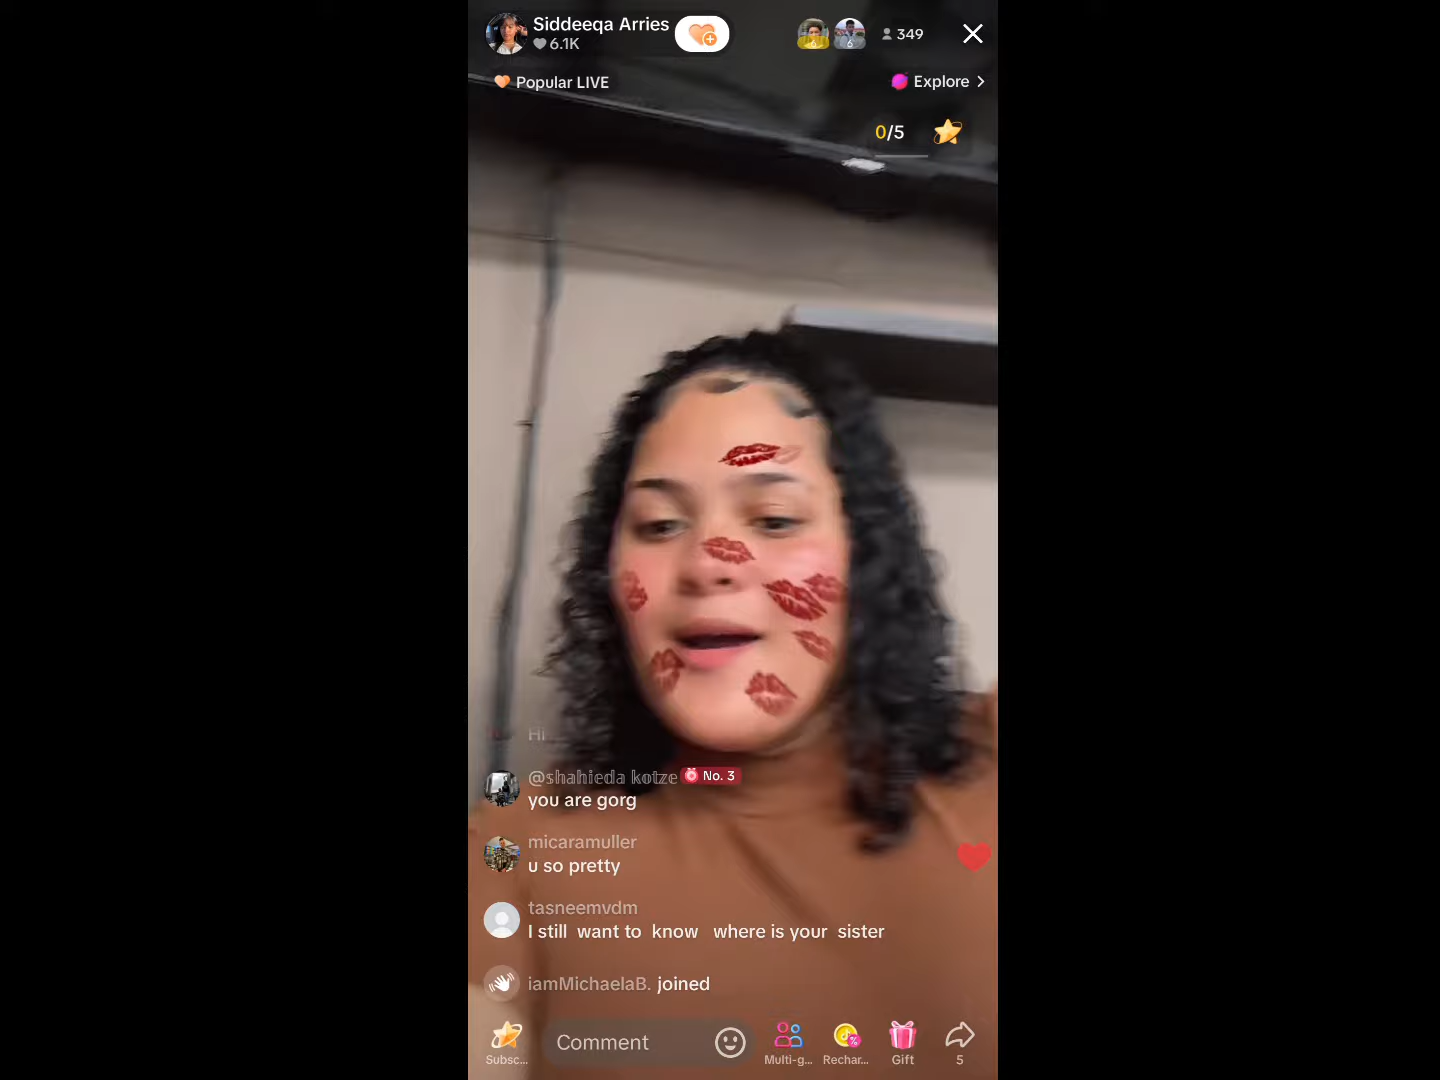 Siddeeqa Arries
6.1K
349
Popular LIVE
Explore
0/5
Hi
@𝕤𝕙𝕒𝕙𝕚𝕖𝕕𝕒 𝕜𝕠𝕥𝕫𝕖 No. 3
you are gorg
micaramuller
u so pretty
tasneemvdm
I still want to know where is your sister
iamMichaelaB. joined
Subsc...
Comment
Multi-g...
Rechar...
Gift
5